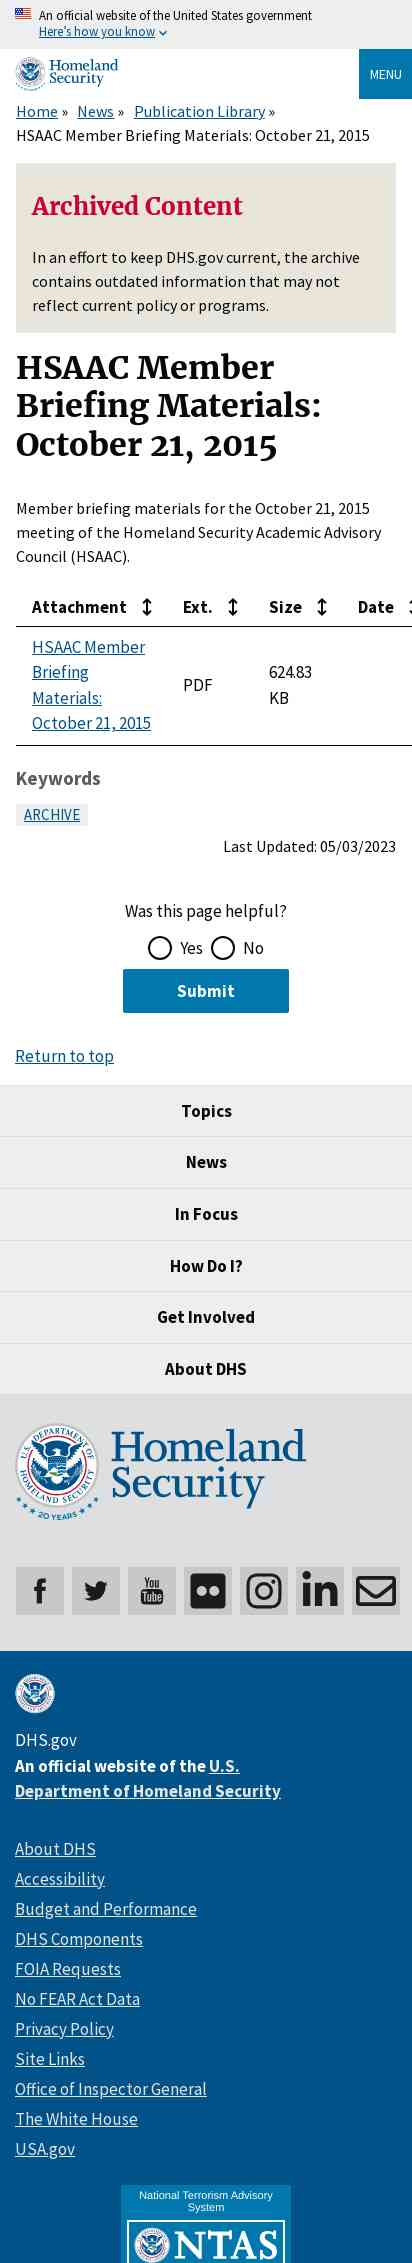 An official website of the United States government
Here's how you know
Homeland
Security
MENU
Home » News » Publication Library »
HSAAC Member Briefing Materials: October 21, 2015
Archived Content
In an effort to keep DHS.gov current, the archive
contains outdated information that may not
reflect current policy or programs.
HSAAC Member
Briefing Materials:
October 21, 2015
Member briefing materials for the October 21, 2015
meeting of the Homeland Security Academic Advisory
Council (HSAAC).
Attachment Ext. Size Date
HSAAC Member
Briefing
Materials:
October 21, 2015
PDF
624.83
KB
Keywords
ARCHIVE
Last Updated: 05/03/2023
Was this page helpful?
Yes No
Submit
Return to top
Topics
News
In Focus
How Do I?
Get Involved
About DHS
U.S. DEPARTMENT OF
HOMELAND SECURITY
20 YEARS
Homeland
Security
You
Tube
in
DHS.gov
An official website of the U.S.
Department of Homeland Security
About DHS
Accessibility
Budget and Performance
DHS Components
FOIA Requests
No FEAR Act Data
Privacy Policy
Site Links
Office of Inspector General
The White House
USA.gov
National Terrorism Advisory
System
NTAS